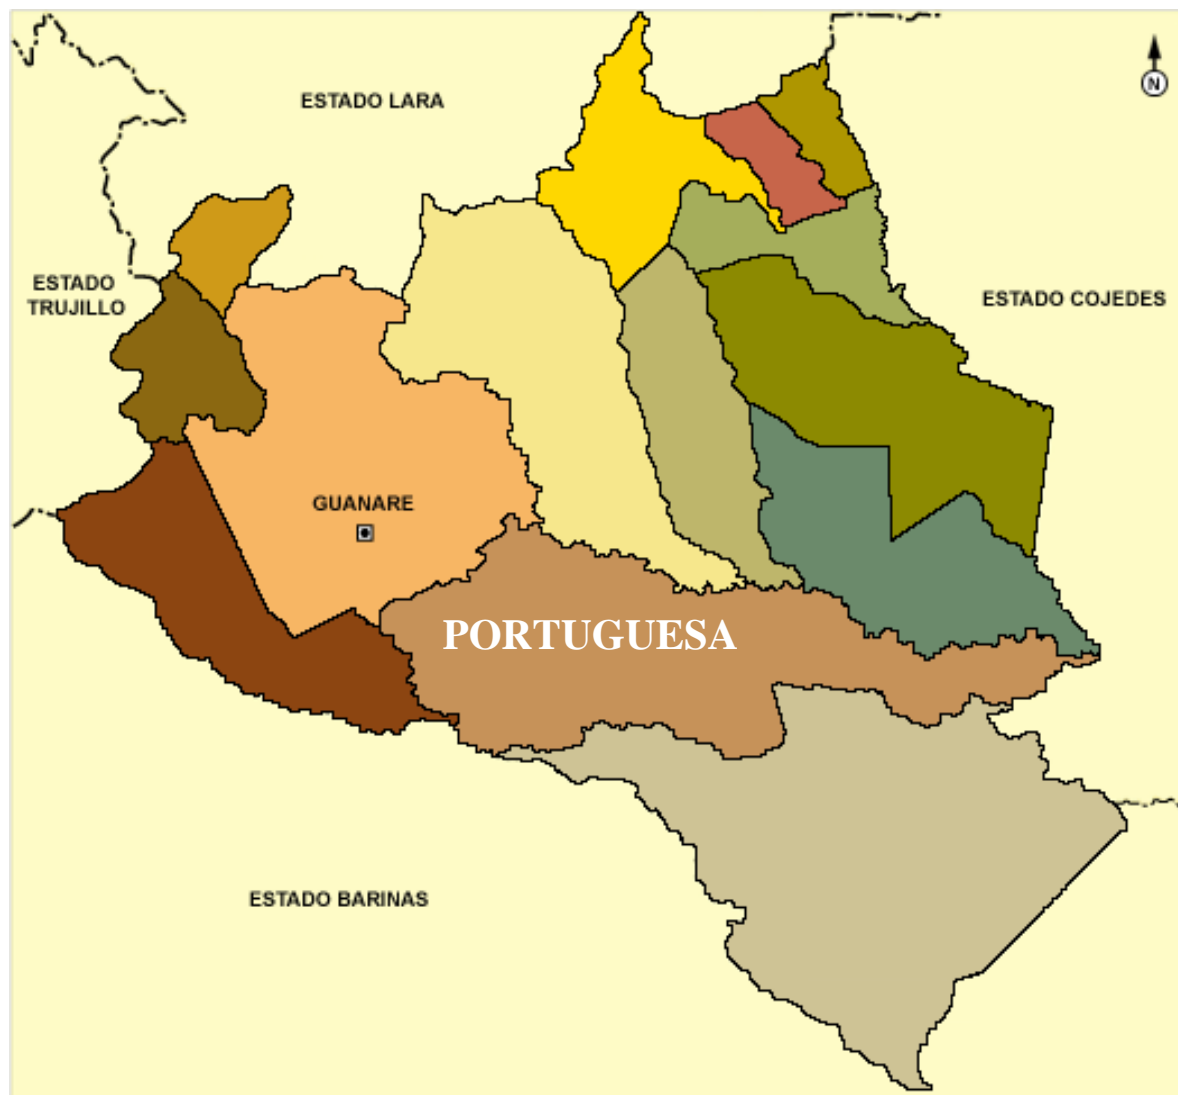 ESTADO LARA
N
ESTADO
TRUJILLO
ESTADO COJEDES
GUANARE
PORTUGUESA
ESTADO BARINAS